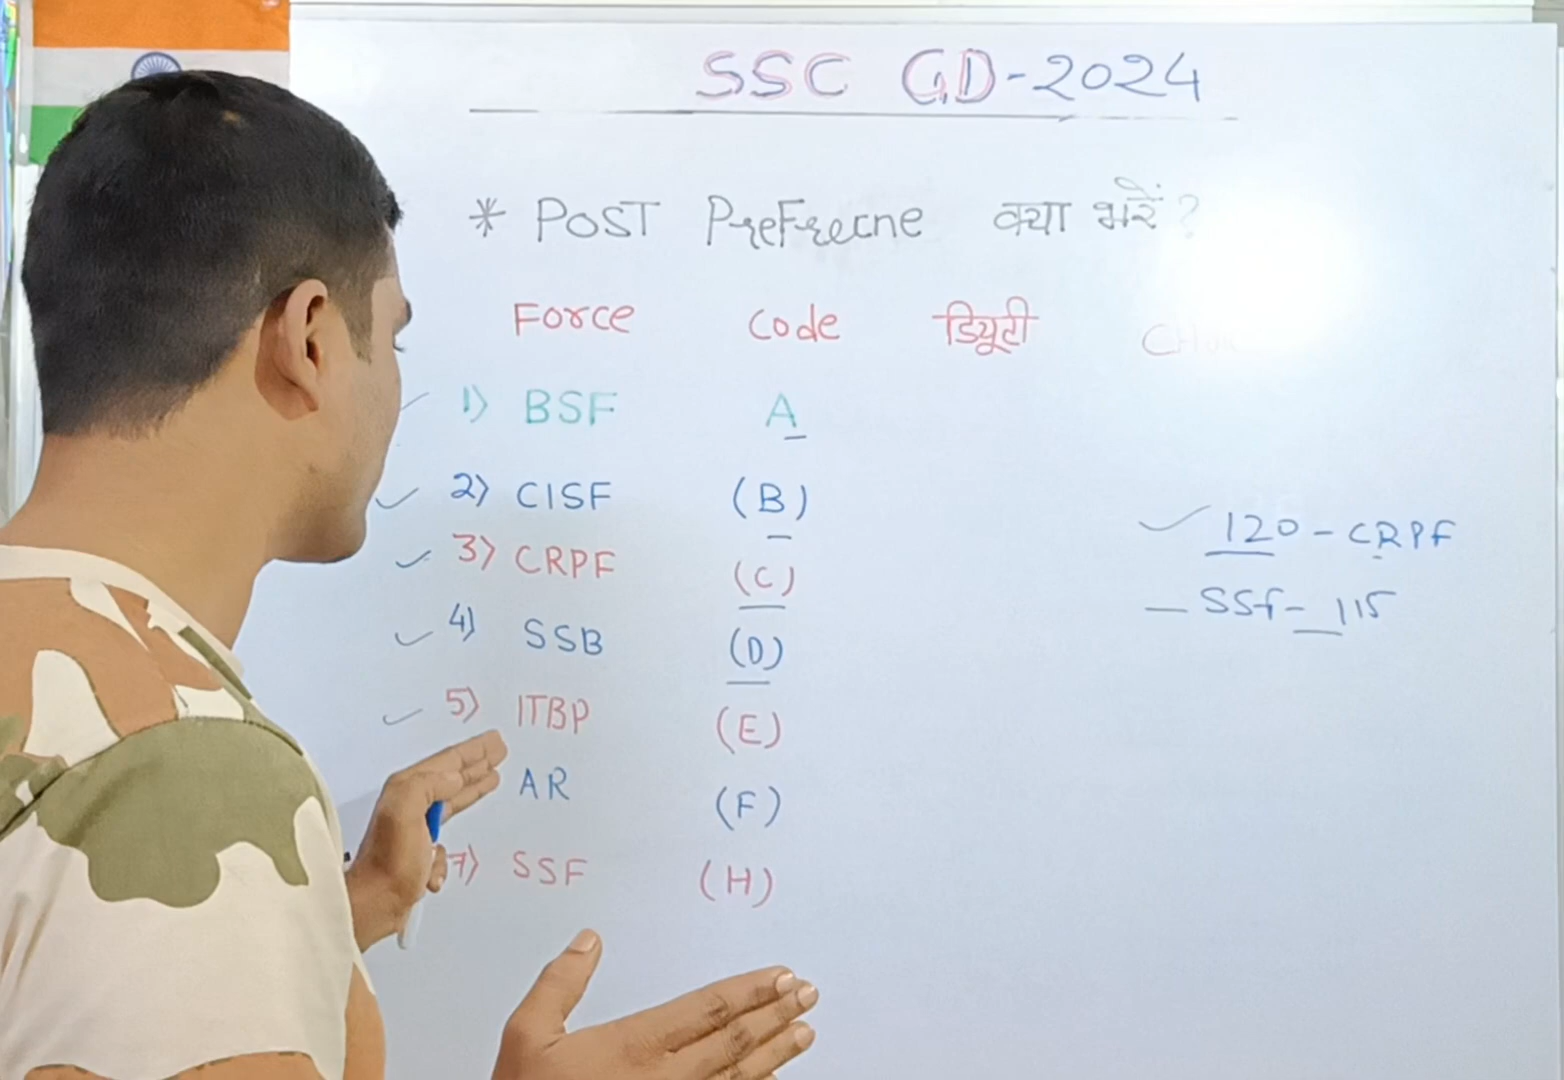 SSC GD-2024
* POST PreFrecne क्या भरें ?
Force Code डियूटी
1) BSF A
2) CISF (B)
3) CRPF (C)
4) SSB (D)
5) ITBP (E)
AR (F)
7) SSF (H)
120 - CRPF
- SSf - 115